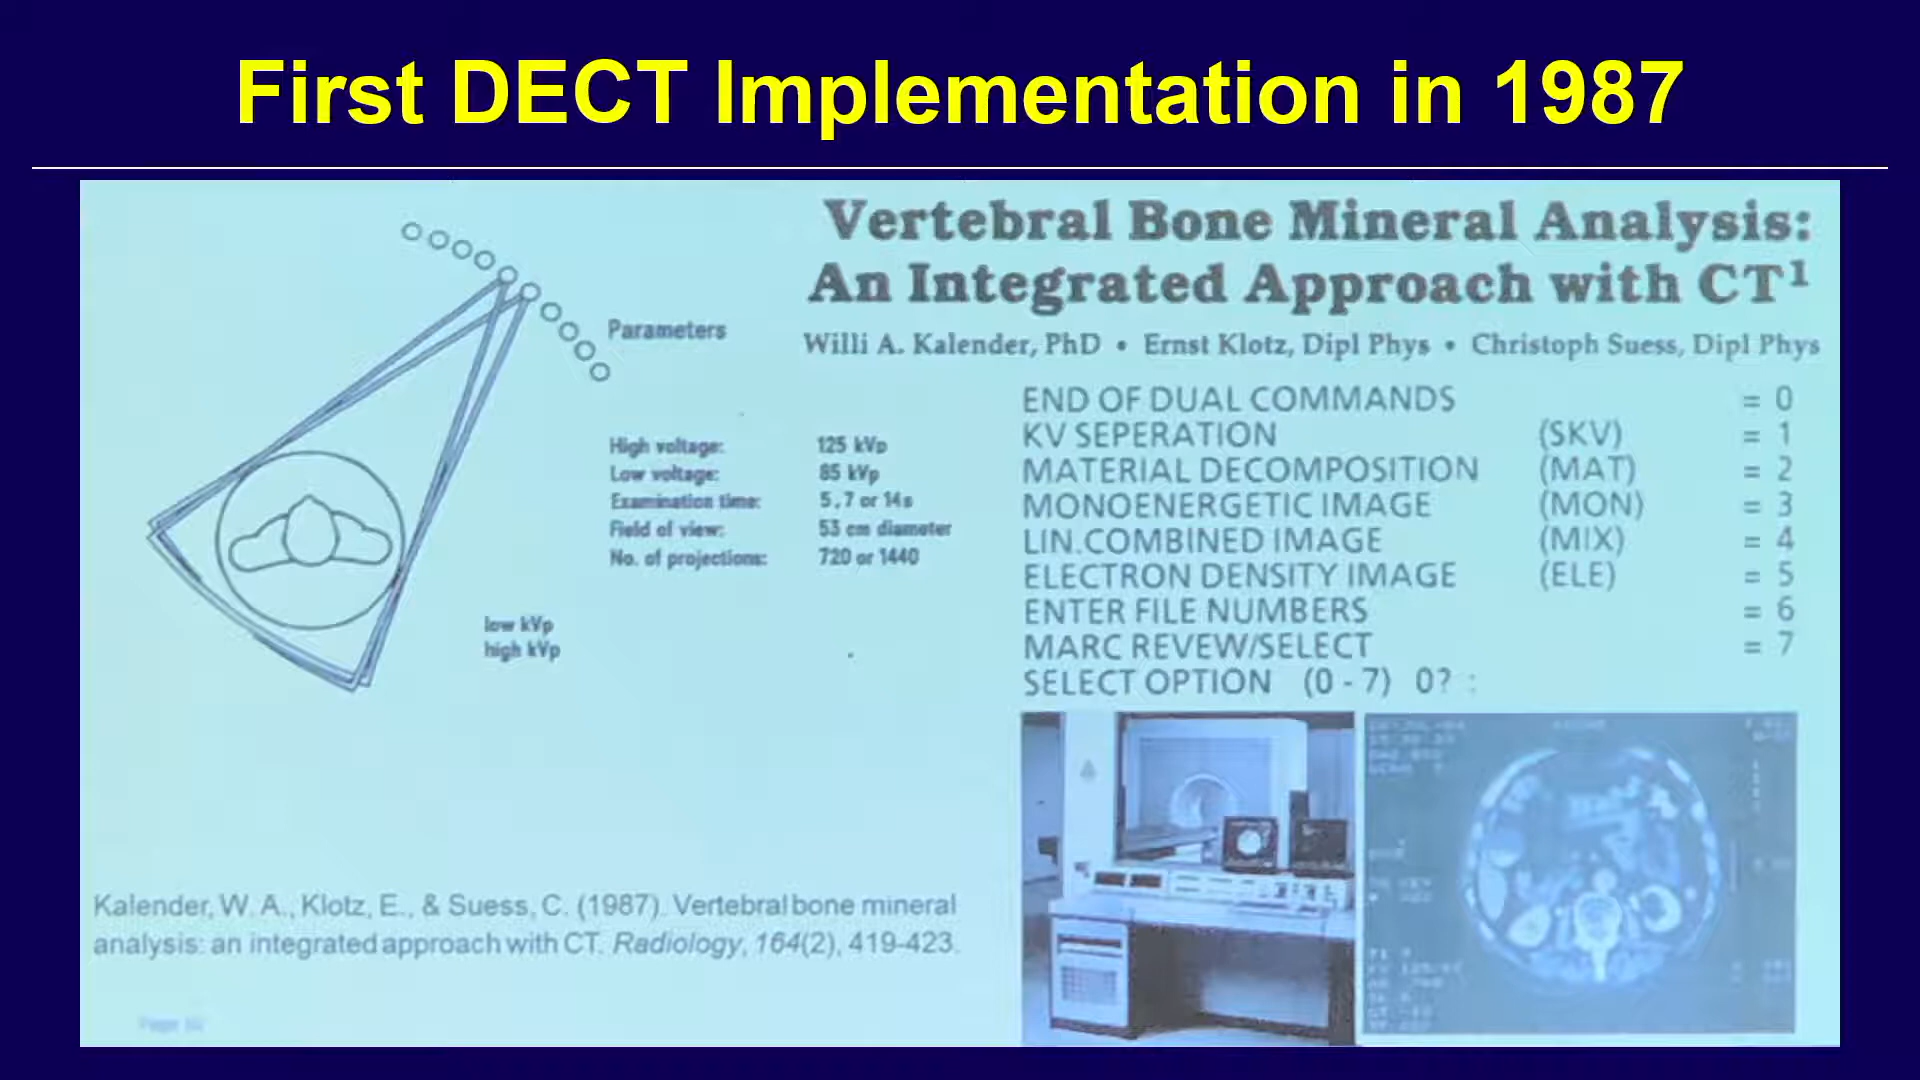 First DECT Implementation in 1987
Vertebral Bone Mineral Analysis:
An Integrated Approach with CT¹
Willi A. Kalender, PhD • Ernst Klotz, Dipl Phys • Christoph Suess, Dipl Phys
Parameters
High voltage: 125 kVp
Low voltage: 85 kVp
Examination time: 5, 7 or 14s
Field of view: 53 cm diameter
No. of projections: 720 or 1440
low kVp
high kVp
END OF DUAL COMMANDS = 0
KV SEPERATION (SKV) = 1
MATERIAL DECOMPOSITION (MAT) = 2
MONOENERGETIC IMAGE (MON) = 3
LIN.COMBINED IMAGE (MIX) = 4
ELECTRON DENSITY IMAGE (ELE) = 5
ENTER FILE NUMBERS = 6
MARC REVEW/SELECT = 7
SELECT OPTION (0 - 7) 0? :
Kalender, W. A., Klotz, E., & Suess, C. (1987). Vertebral bone mineral
analysis: an integrated approach with CT. Radiology, 164(2), 419-423.
Page